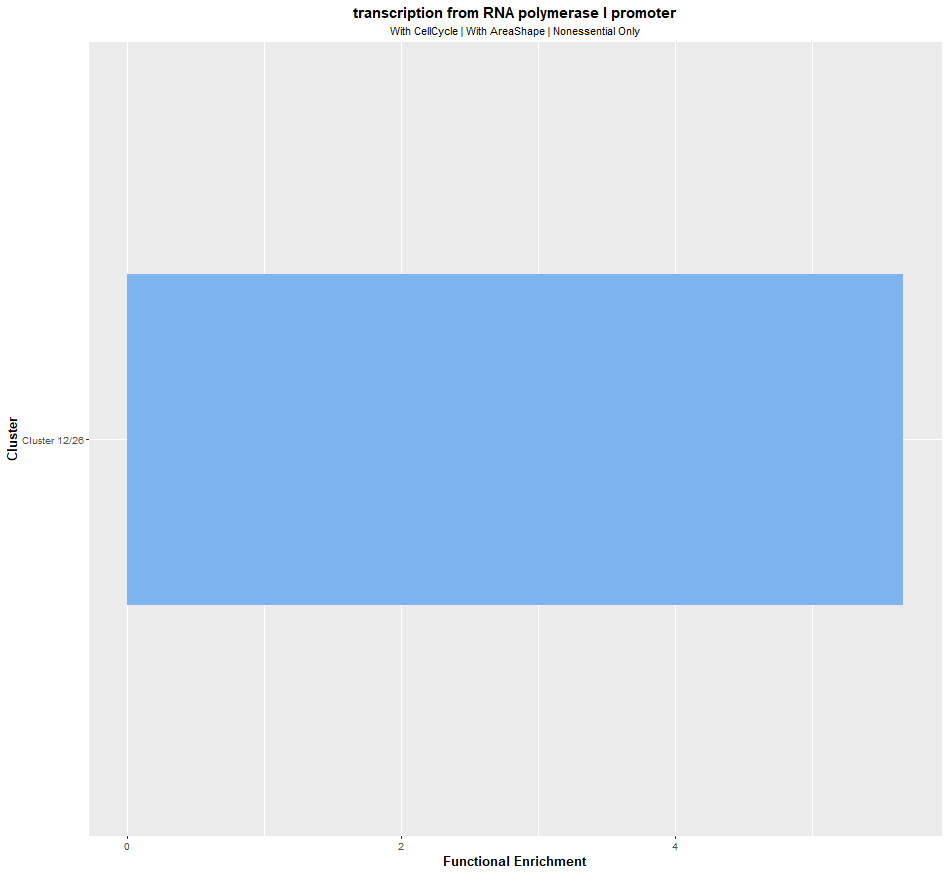 transcription from RNA polymerase I promoter
With CellCycle | With AreaShape | Nonessential Only
Cluster
Cluster 12/26
0 2 4
Functional Enrichment